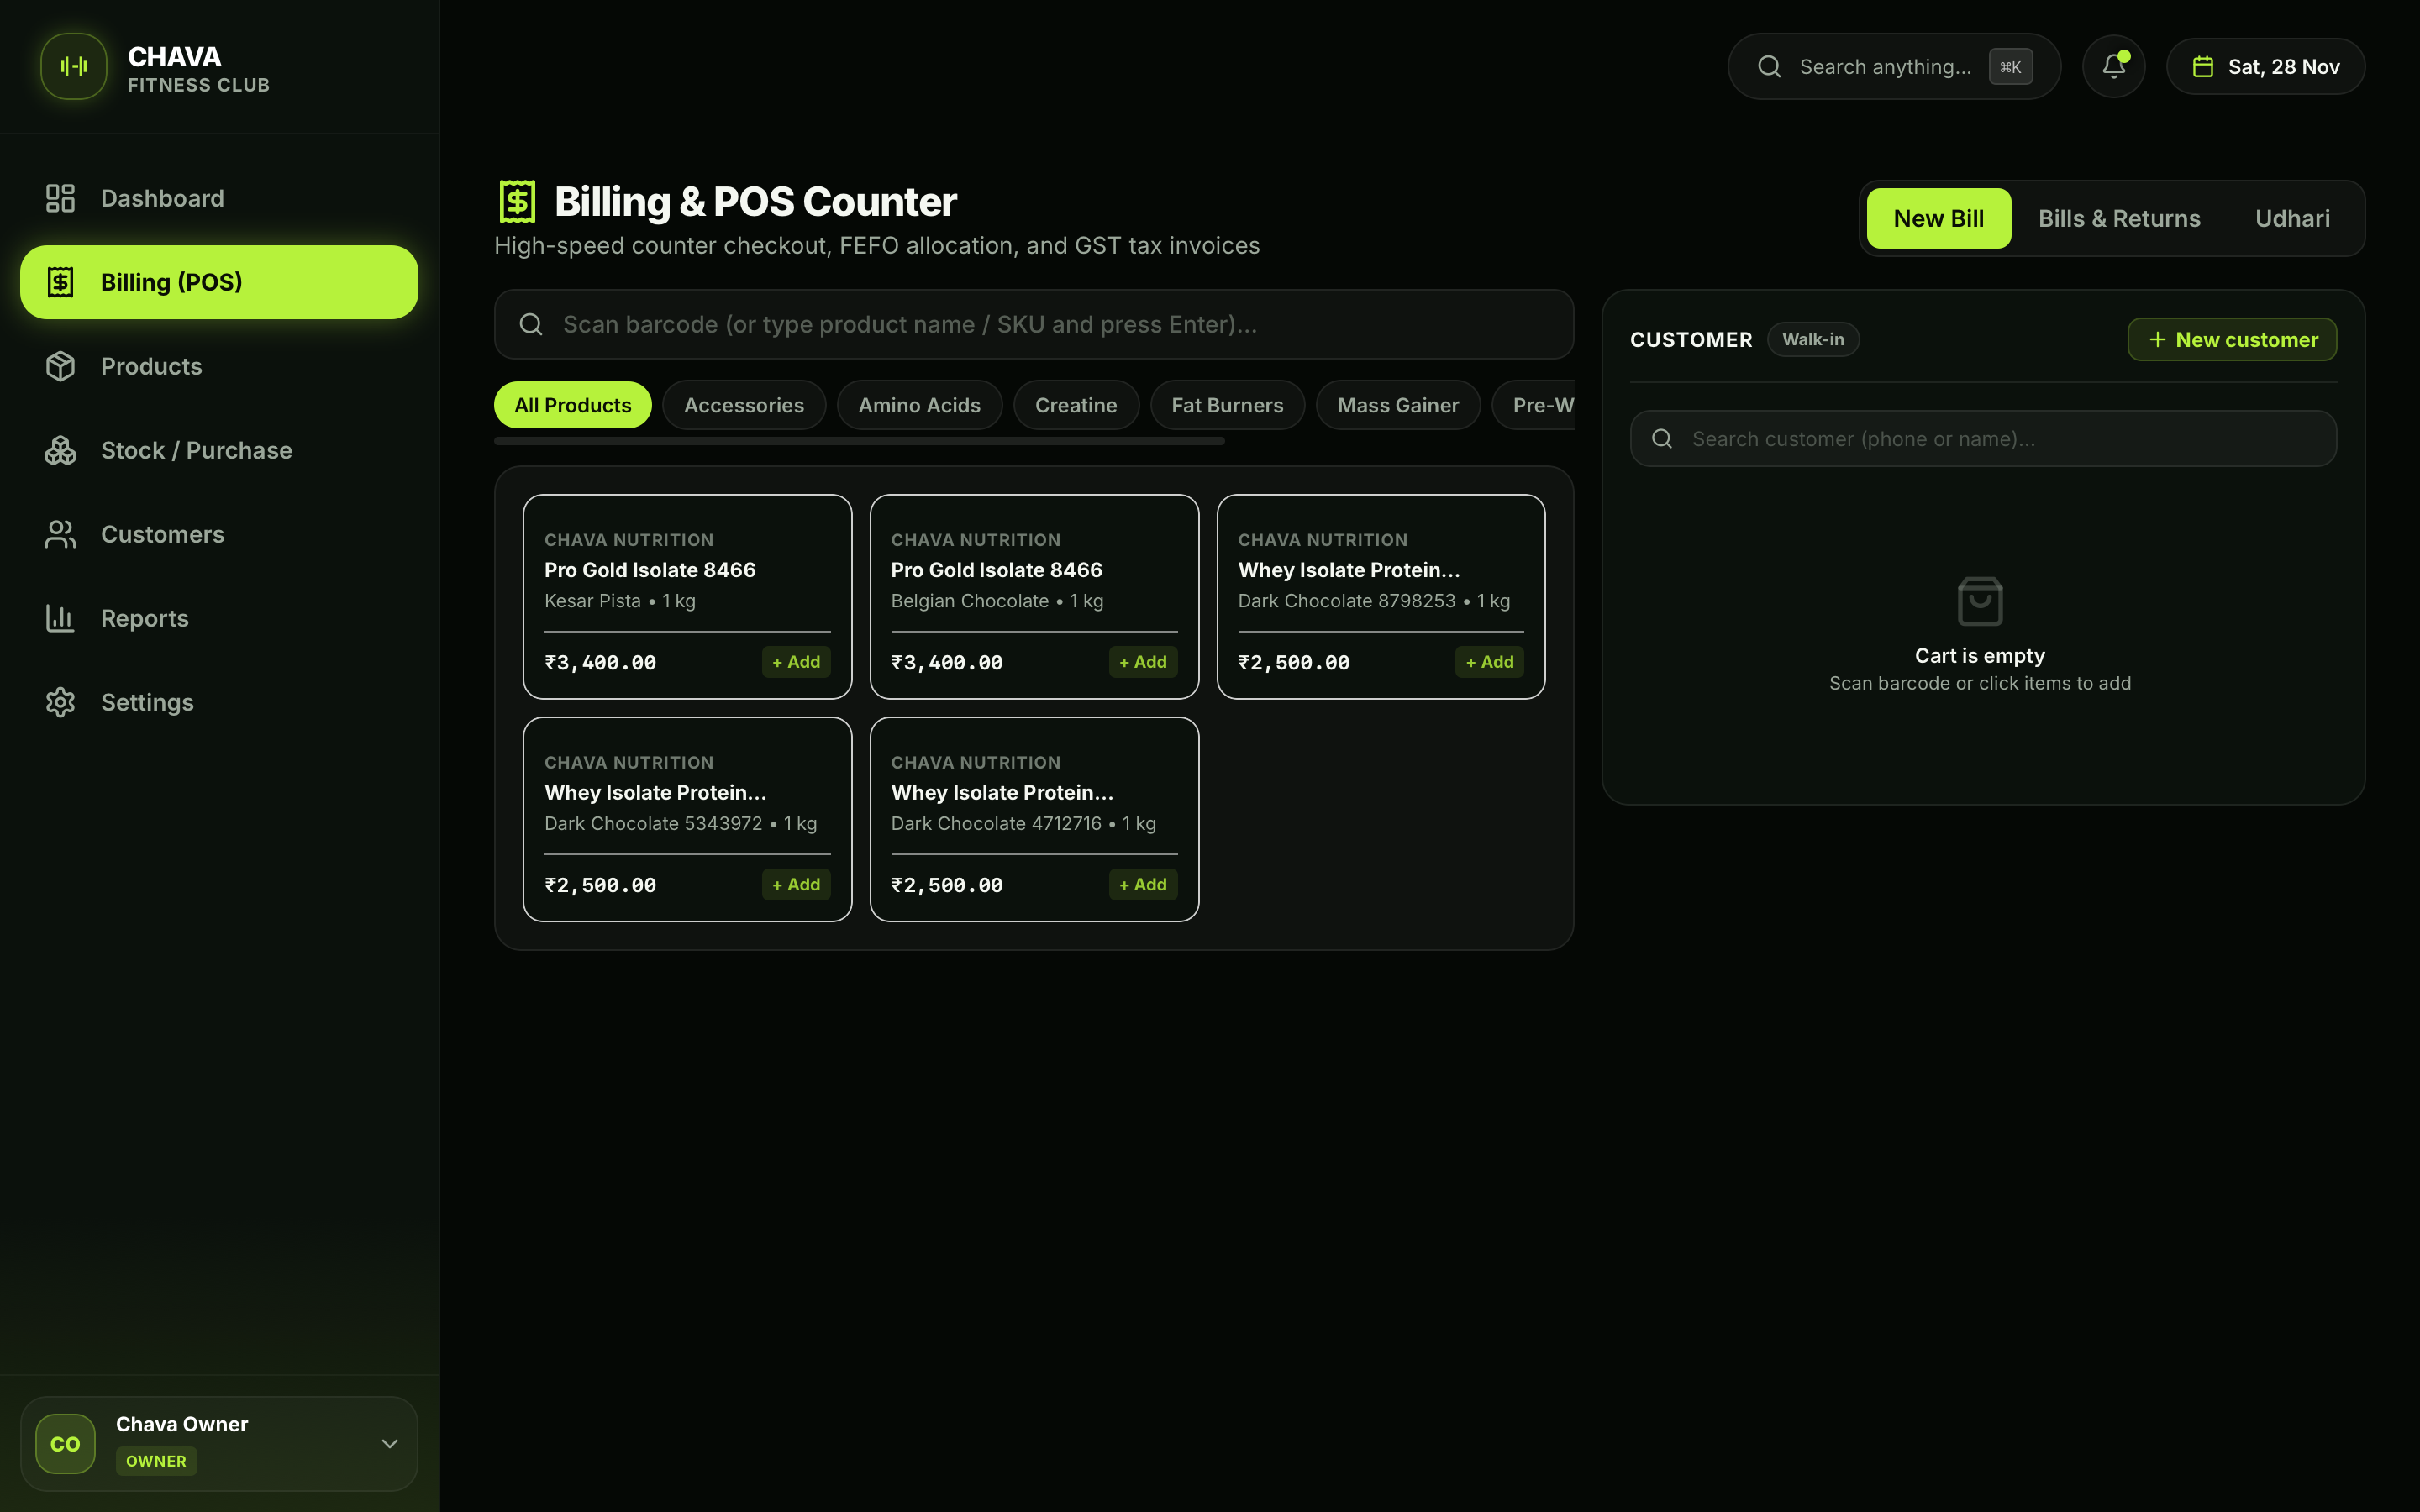 CHAVA
FITNESS CLUB
Dashboard
Billing (POS)
Products
Stock / Purchase
Customers
Reports
Settings
CO
Chava Owner
OWNER
Search anything...
⌘K
Sat, 28 Nov
Billing & POS Counter
High-speed counter checkout, FEFO allocation, and GST tax invoices
New Bill
Bills & Returns
Udhari
Scan barcode (or type product name / SKU and press Enter)...
All Products
Accessories
Amino Acids
Creatine
Fat Burners
Mass Gainer
Pre-W
CHAVA NUTRITION
Pro Gold Isolate 8466
Kesar Pista • 1 kg
₹3,400.00
+ Add
CHAVA NUTRITION
Pro Gold Isolate 8466
Belgian Chocolate • 1 kg
₹3,400.00
+ Add
CHAVA NUTRITION
Whey Isolate Protein...
Dark Chocolate 8798253 • 1 kg
₹2,500.00
+ Add
CHAVA NUTRITION
Whey Isolate Protein...
Dark Chocolate 5343972 • 1 kg
₹2,500.00
+ Add
CHAVA NUTRITION
Whey Isolate Protein...
Dark Chocolate 4712716 • 1 kg
₹2,500.00
+ Add
CUSTOMER
Walk-in
+ New customer
Search customer (phone or name)...
Cart is empty
Scan barcode or click items to add